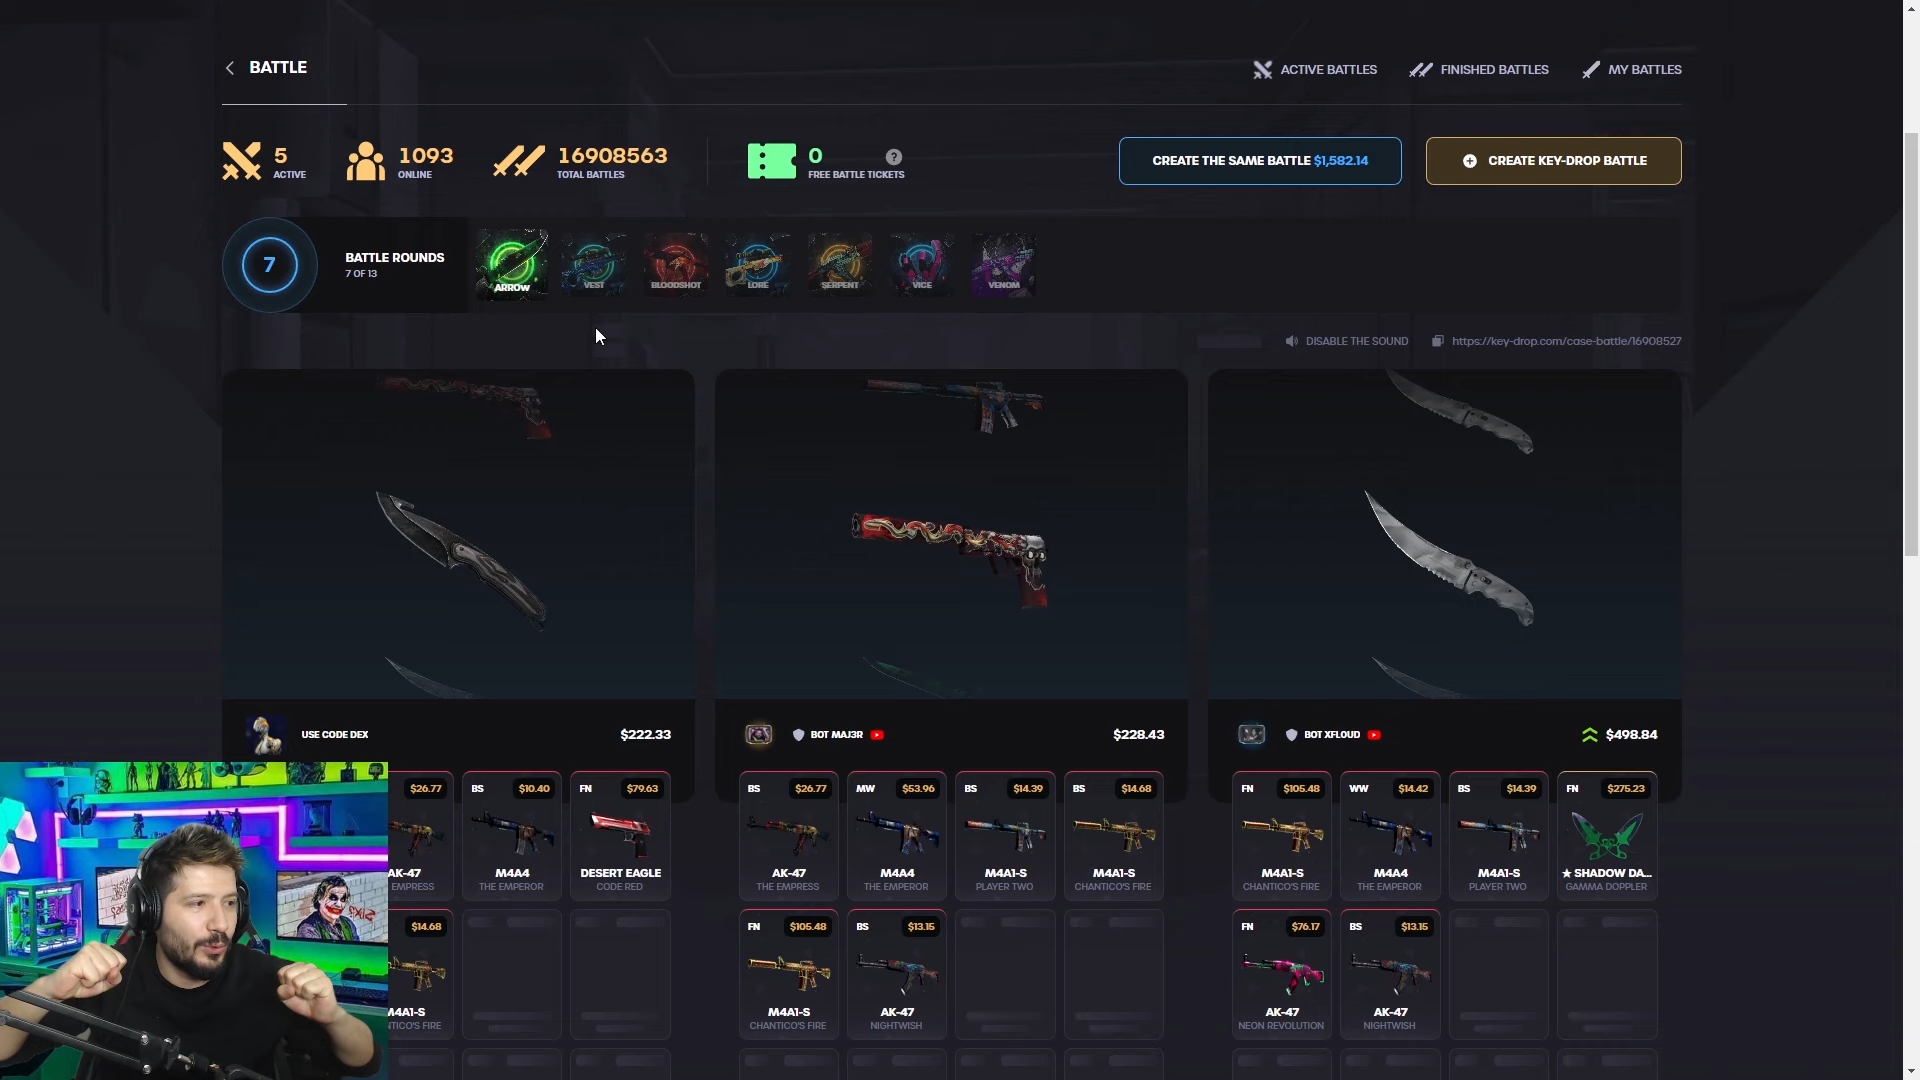 BATTLE
ACTIVE BATTLES
FINISHED BATTLES
MY BATTLES
5
ACTIVE
1093
ONLINE
16908563
TOTAL BATTLES
0
FREE BATTLE TICKETS
?
CREATE THE SAME BATTLE $1,582.14
CREATE KEY-DROP BATTLE
7
BATTLE ROUNDS
7 OF 13
ARROW
VEST
BLOODSHOT
LORE
SERPENT
VICE
VENOM
DISABLE THE SOUND
https://key-drop.com/case-battle/16908527
USE CODE DEX
$222.33
BOT MAJ3R
$228.43
BOT XFLOUD
$498.84
$26.77
AK-47
EMPRESS
BS
$10.40
M4A4
THE EMPEROR
FN
$79.63
DESERT EAGLE
CODE RED
$14.68
M4A1-S
NTICO'S FIRE
BS
$26.77
AK-47
THE EMPRESS
MW
$53.96
M4A4
THE EMPEROR
BS
$14.39
M4A1-S
PLAYER TWO
BS
$14.68
M4A1-S
CHANTICO'S FIRE
FN
$105.48
M4A1-S
CHANTICO'S FIRE
BS
$13.15
AK-47
NIGHTWISH
FN
$105.48
M4A1-S
CHANTICO'S FIRE
WW
$14.42
M4A4
THE EMPEROR
BS
$14.39
M4A1-S
PLAYER TWO
FN
$275.23
★ SHADOW DA...
GAMMA DOPPLER
FN
$76.17
AK-47
NEON REVOLUTION
BS
$13.15
AK-47
NIGHTWISH